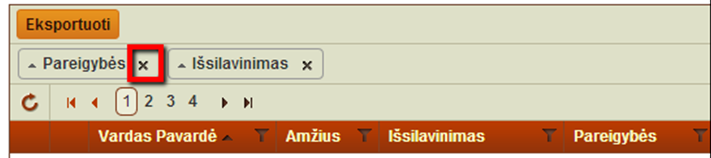 Eksportuoti
Pareigybės x Išsilavinimas x
1 2 3 4
Vardas Pavardė Amžius Išsilavinimas Pareigybės